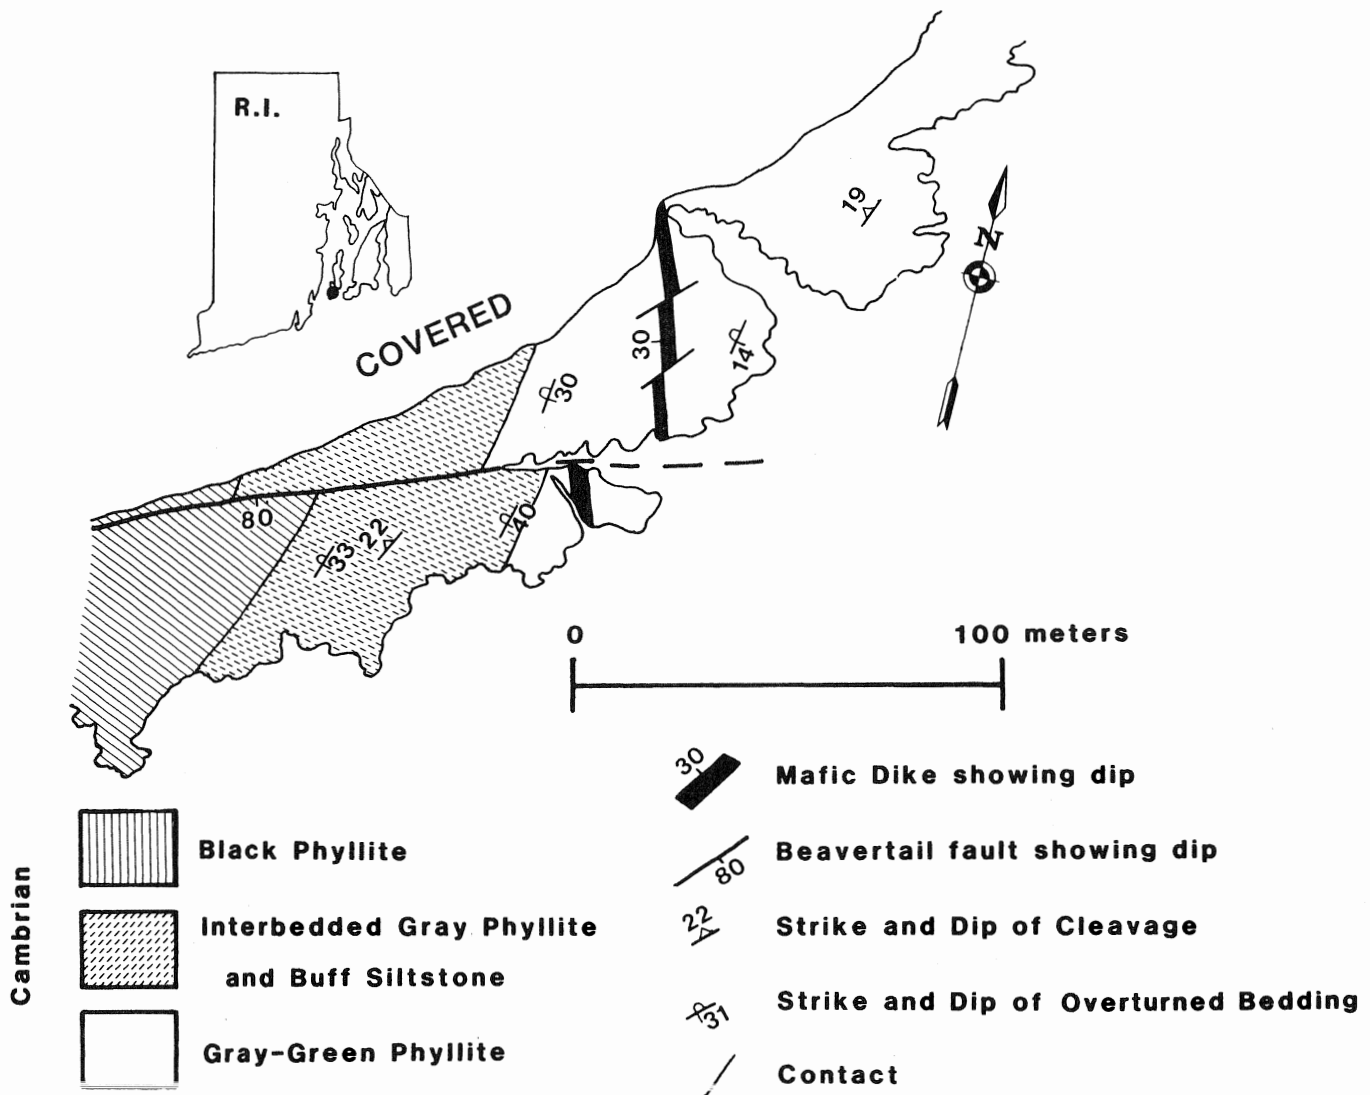 R.I.
COVERED
19
N
30
14
30
80
33
22
40
0
100 meters
30
Mafic Dike showing dip
Black Phyllite
80
Beavertail fault showing dip
Cambrian
Interbedded Gray Phyllite
and Buff Siltstone
22
Strike and Dip of Cleavage
31
Strike and Dip of Overturned Bedding
Gray-Green Phyllite
Contact